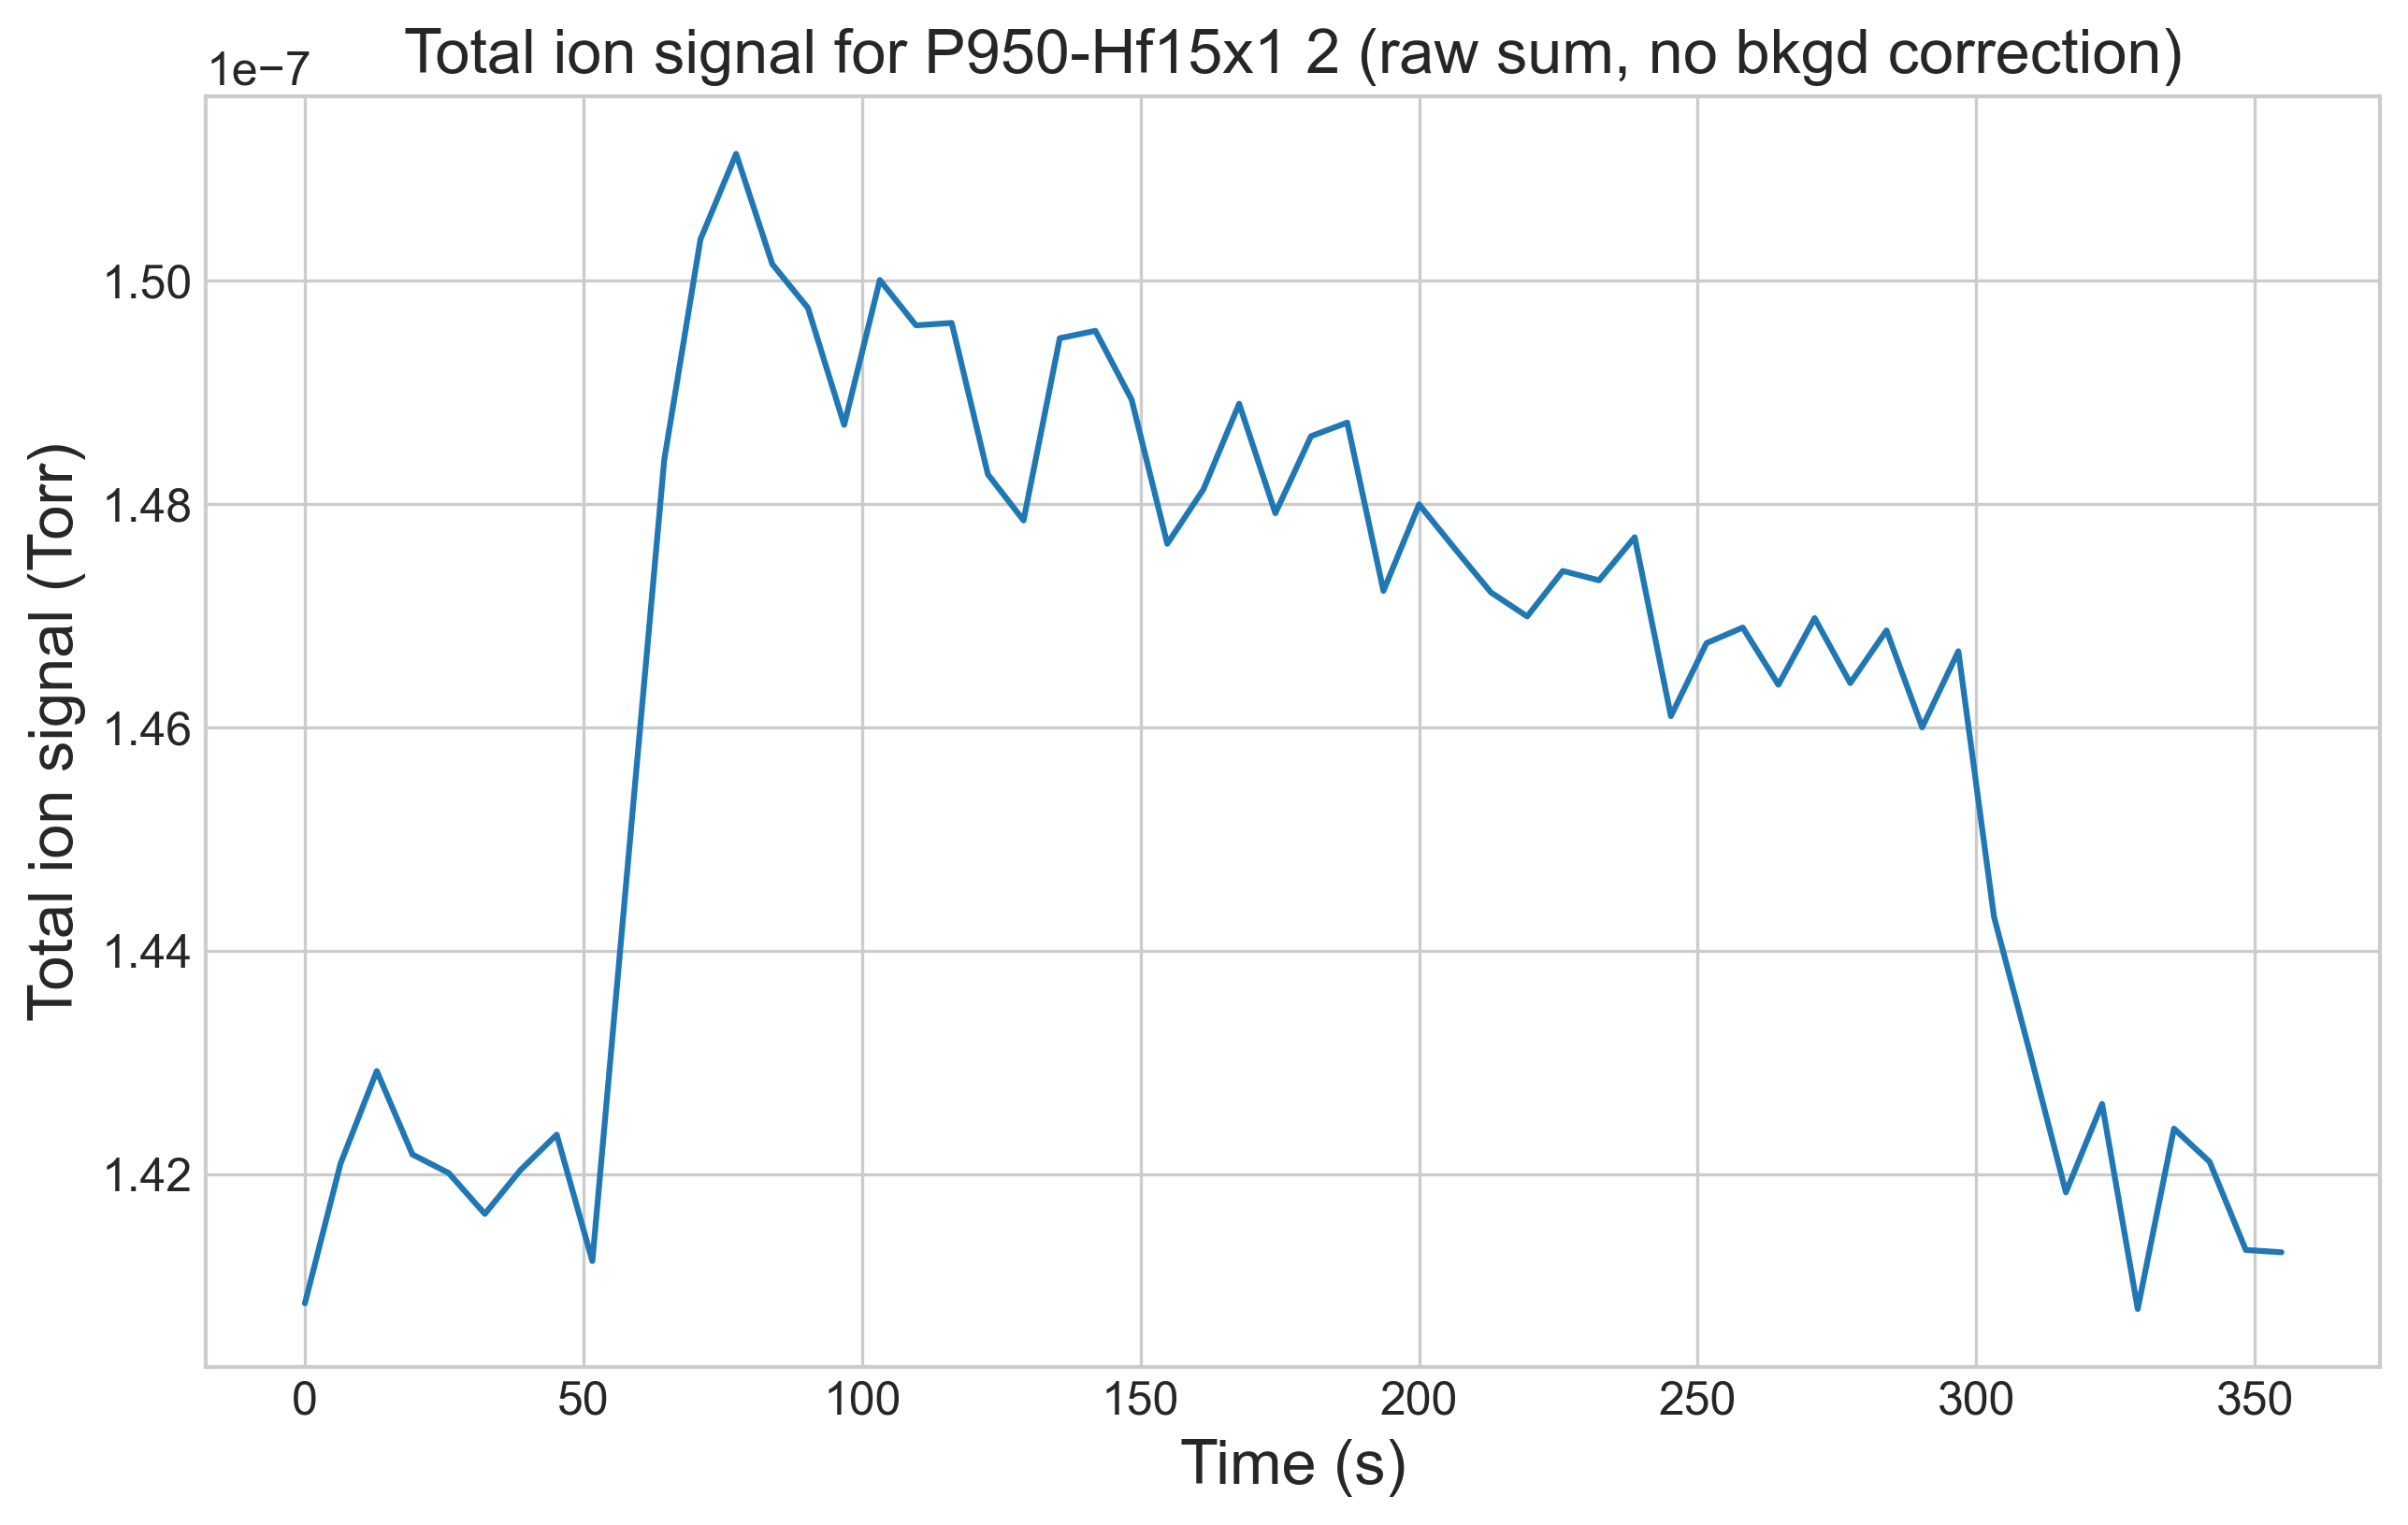 Total ion signal for P950-Hf15x1 2 (raw sum, no bkgd correction)
1e−7
1.50
1.48
1.46
1.44
1.42
Total ion signal (Torr)
0 50 100 150 200 250 300 350
Time (s)